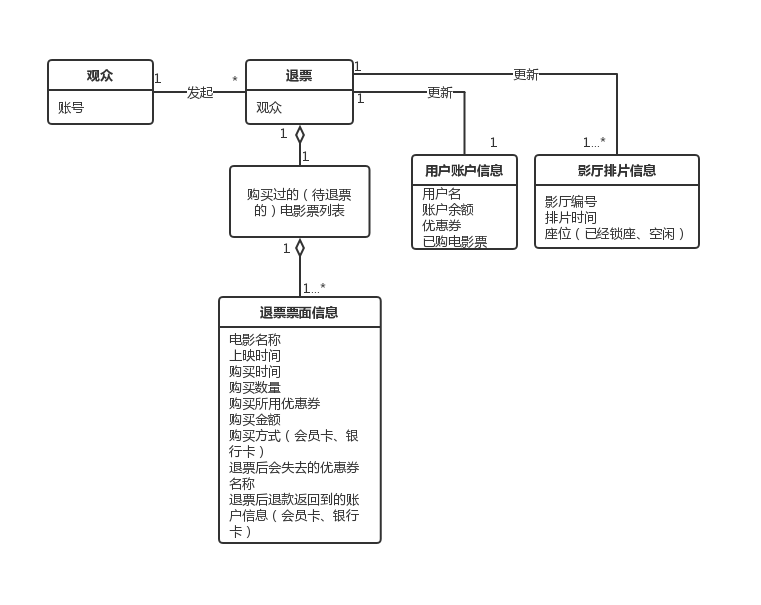 观众
账号
1
发起
*
退票
观众
1
更新
1
更新
1
1
1
1...*
购买过的（待退票
的）电影票列表
用户账户信息
用户名
账户余额
优惠券
已购电影票
影厅排片信息
影厅编号
排片时间
座位（已经锁座、空闲）
1
1...*
退票票面信息
电影名称
上映时间
购买时间
购买数量
购买所用优惠券
购买金额
购买方式（会员卡、银
行卡）
退票后会失去的优惠券
名称
退票后退款返回到的账
户信息（会员卡、银行
卡）